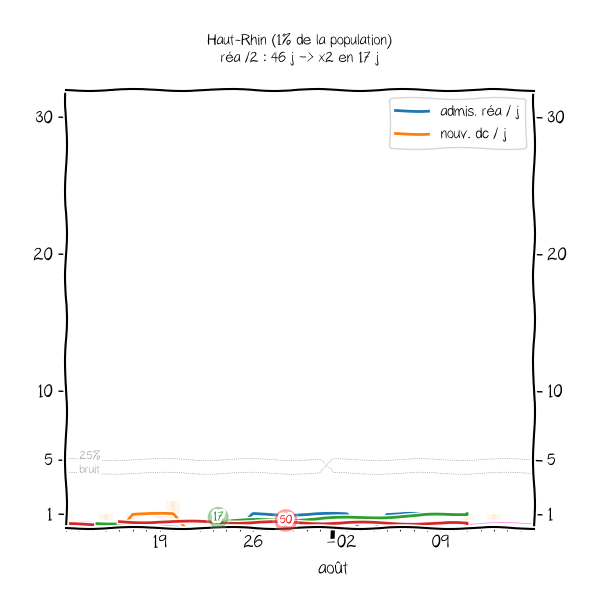 Haut-Rhin (1% de la population)
réa /2 : 46 j -> x2 en 17 j
admis. réa / j
nouv. dc / j
30
30
20
20
10
10
5
25%
5
bruit
1
17
50
1
19
26
02
09
août